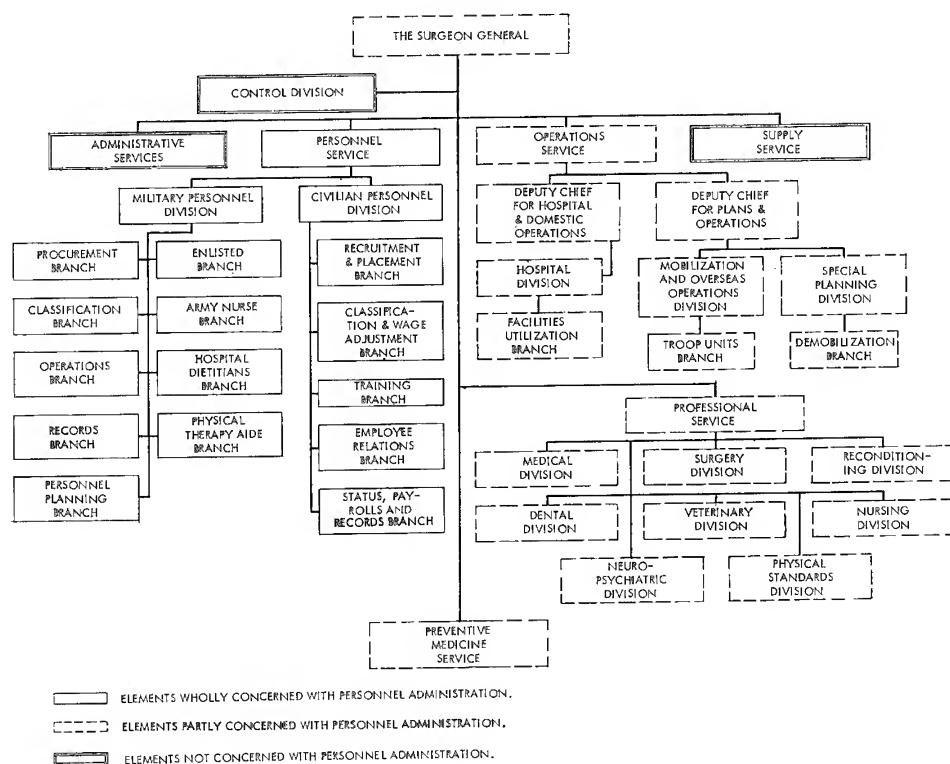 THE SURGEON GENERAL
CONTROL DIVISION
ADMINISTRATIVE
SERVICES
PERSONNEL
SERVICE
OPERATIONS
SERVICE
SUPPLY
SERVICE
MILITARY PERSONNEL
DIVISION
CIVILIAN PERSONNEL
DIVISION
DEPUTY CHIEF
FOR HOSPITAL
& DOMESTIC
OPERATIONS
DEPUTY CHIEF
FOR PLANS &
OPERATIONS
PROCUREMENT
BRANCH
ENLISTED
BRANCH
RECRUITMENT
& PLACEMENT
BRANCH
HOSPITAL
DIVISION
MOBILIZATION
AND OVERSEAS
OPERATIONS
DIVISION
SPECIAL
PLANNING
DIVISION
CLASSIFICATION
BRANCH
ARMY NURSE
BRANCH
CLASSIFICA-
TION & WAGE
ADJUSTMENT
BRANCH
FACILITIES
UTILIZATION
BRANCH
TROOP UNITS
BRANCH
DEMOBILIZATION
BRANCH
OPERATIONS
BRANCH
HOSPITAL
DIETITIANS
BRANCH
TRAINING
BRANCH
RECORDS
BRANCH
PHYSICAL
THERAPY AIDE
BRANCH
EMPLOYEE
RELATIONS
BRANCH
PERSONNEL
PLANNING
BRANCH
STATUS, PAY-
ROLLS AND
RECORDS BRANCH
PROFESSIONAL
SERVICE
MEDICAL
DIVISION
SURGERY
DIVISION
RECONDITION-
ING DIVISION
DENTAL
DIVISION
VETERINARY
DIVISION
NURSING
DIVISION
NEURO-
PSYCHIATRIC
DIVISION
PHYSICAL
STANDARDS
DIVISION
PREVENTIVE
MEDICINE
SERVICE
ELEMENTS WHOLLY CONCERNED WITH PERSONNEL ADMINISTRATION.
ELEMENTS PARTLY CONCERNED WITH PERSONNEL ADMINISTRATION.
ELEMENTS NOT CONCERNED WITH PERSONNEL ADMINISTRATION.